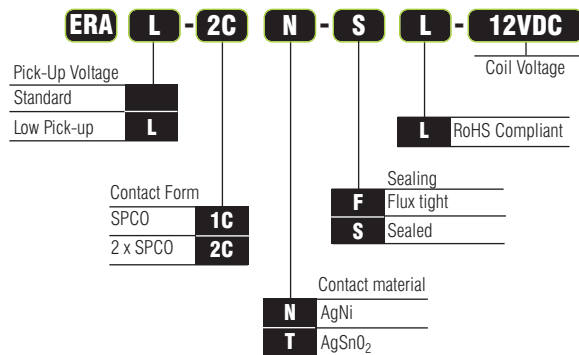 ERA L - 2C N - S L - 12VDC
Coil Voltage
Pick-Up Voltage
Standard
Low Pick-up L
L RoHS Compliant
Contact Form
SPCO 1C
2 x SPCO 2C
Sealing
F Flux tight
S Sealed
Contact material
N AgNi
T AgSnO₂